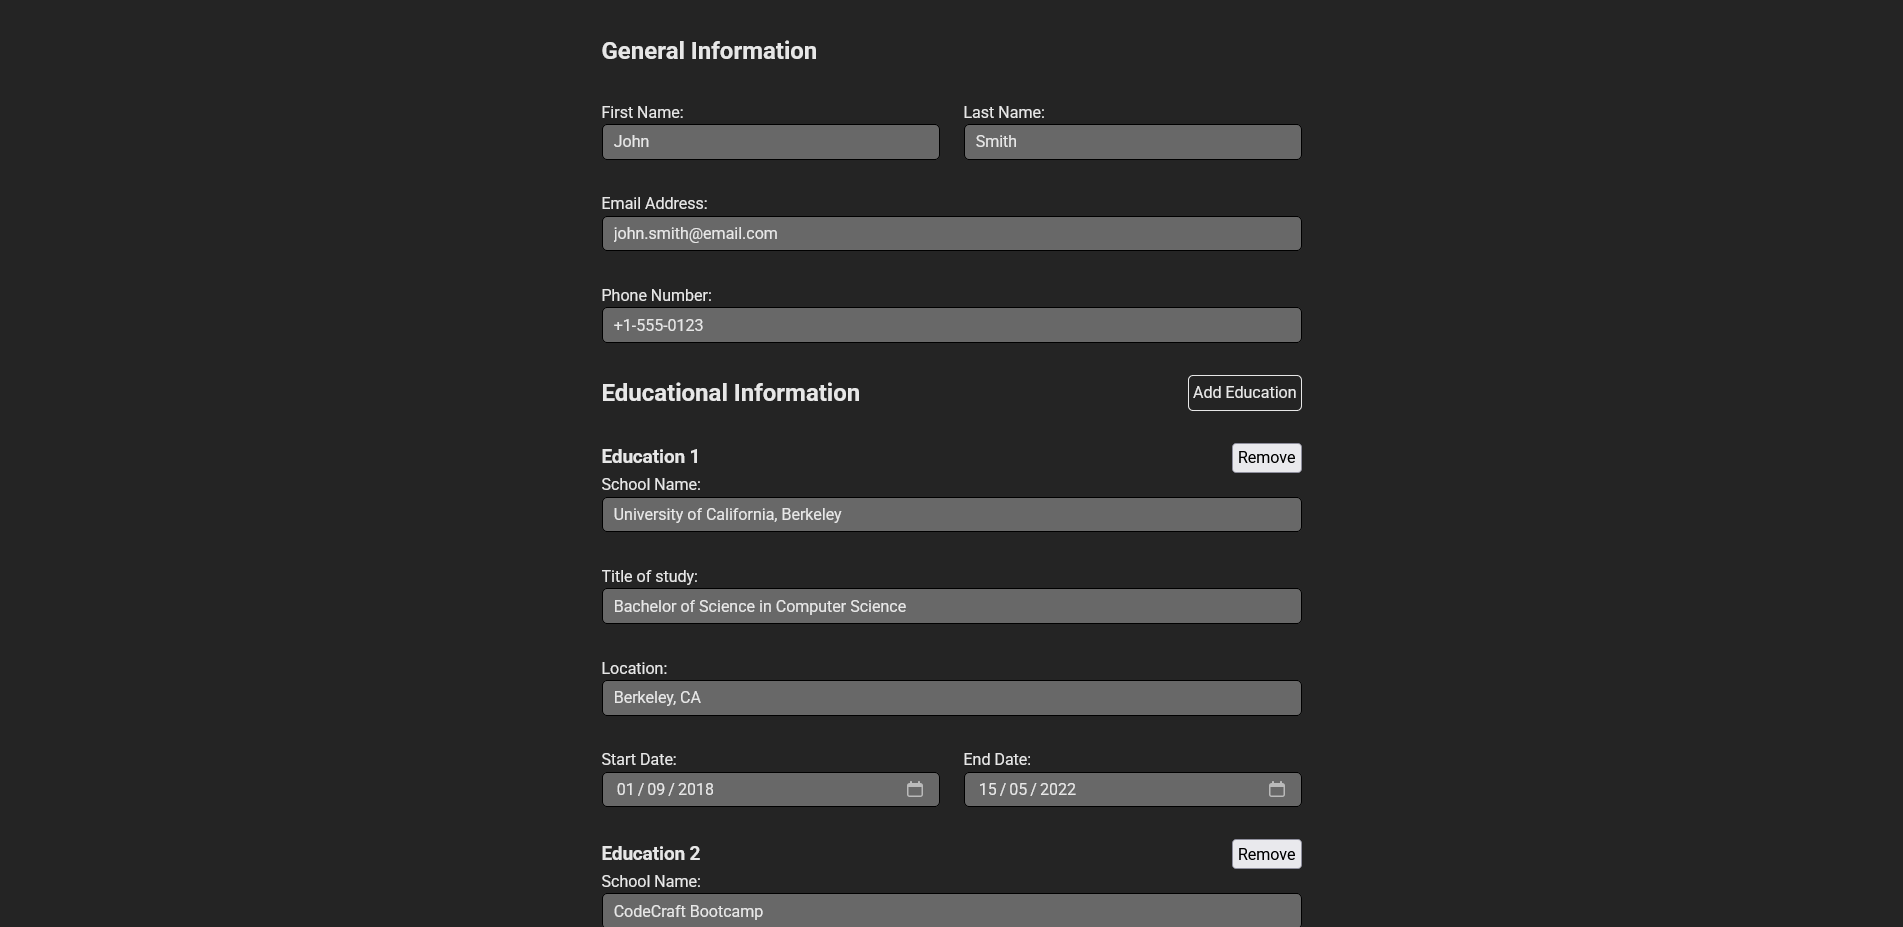 General Information
First Name: Last Name:
John Smith
Email Address:
john.smith@email.com
Phone Number:
+1-555-0123
Educational Information Add Education
Education 1 Remove
School Name:
University of California, Berkeley
Title of study:
Bachelor of Science in Computer Science
Location:
Berkeley, CA
Start Date: End Date:
01 / 09 / 2018 15 / 05 / 2022
Education 2 Remove
School Name:
CodeCraft Bootcamp